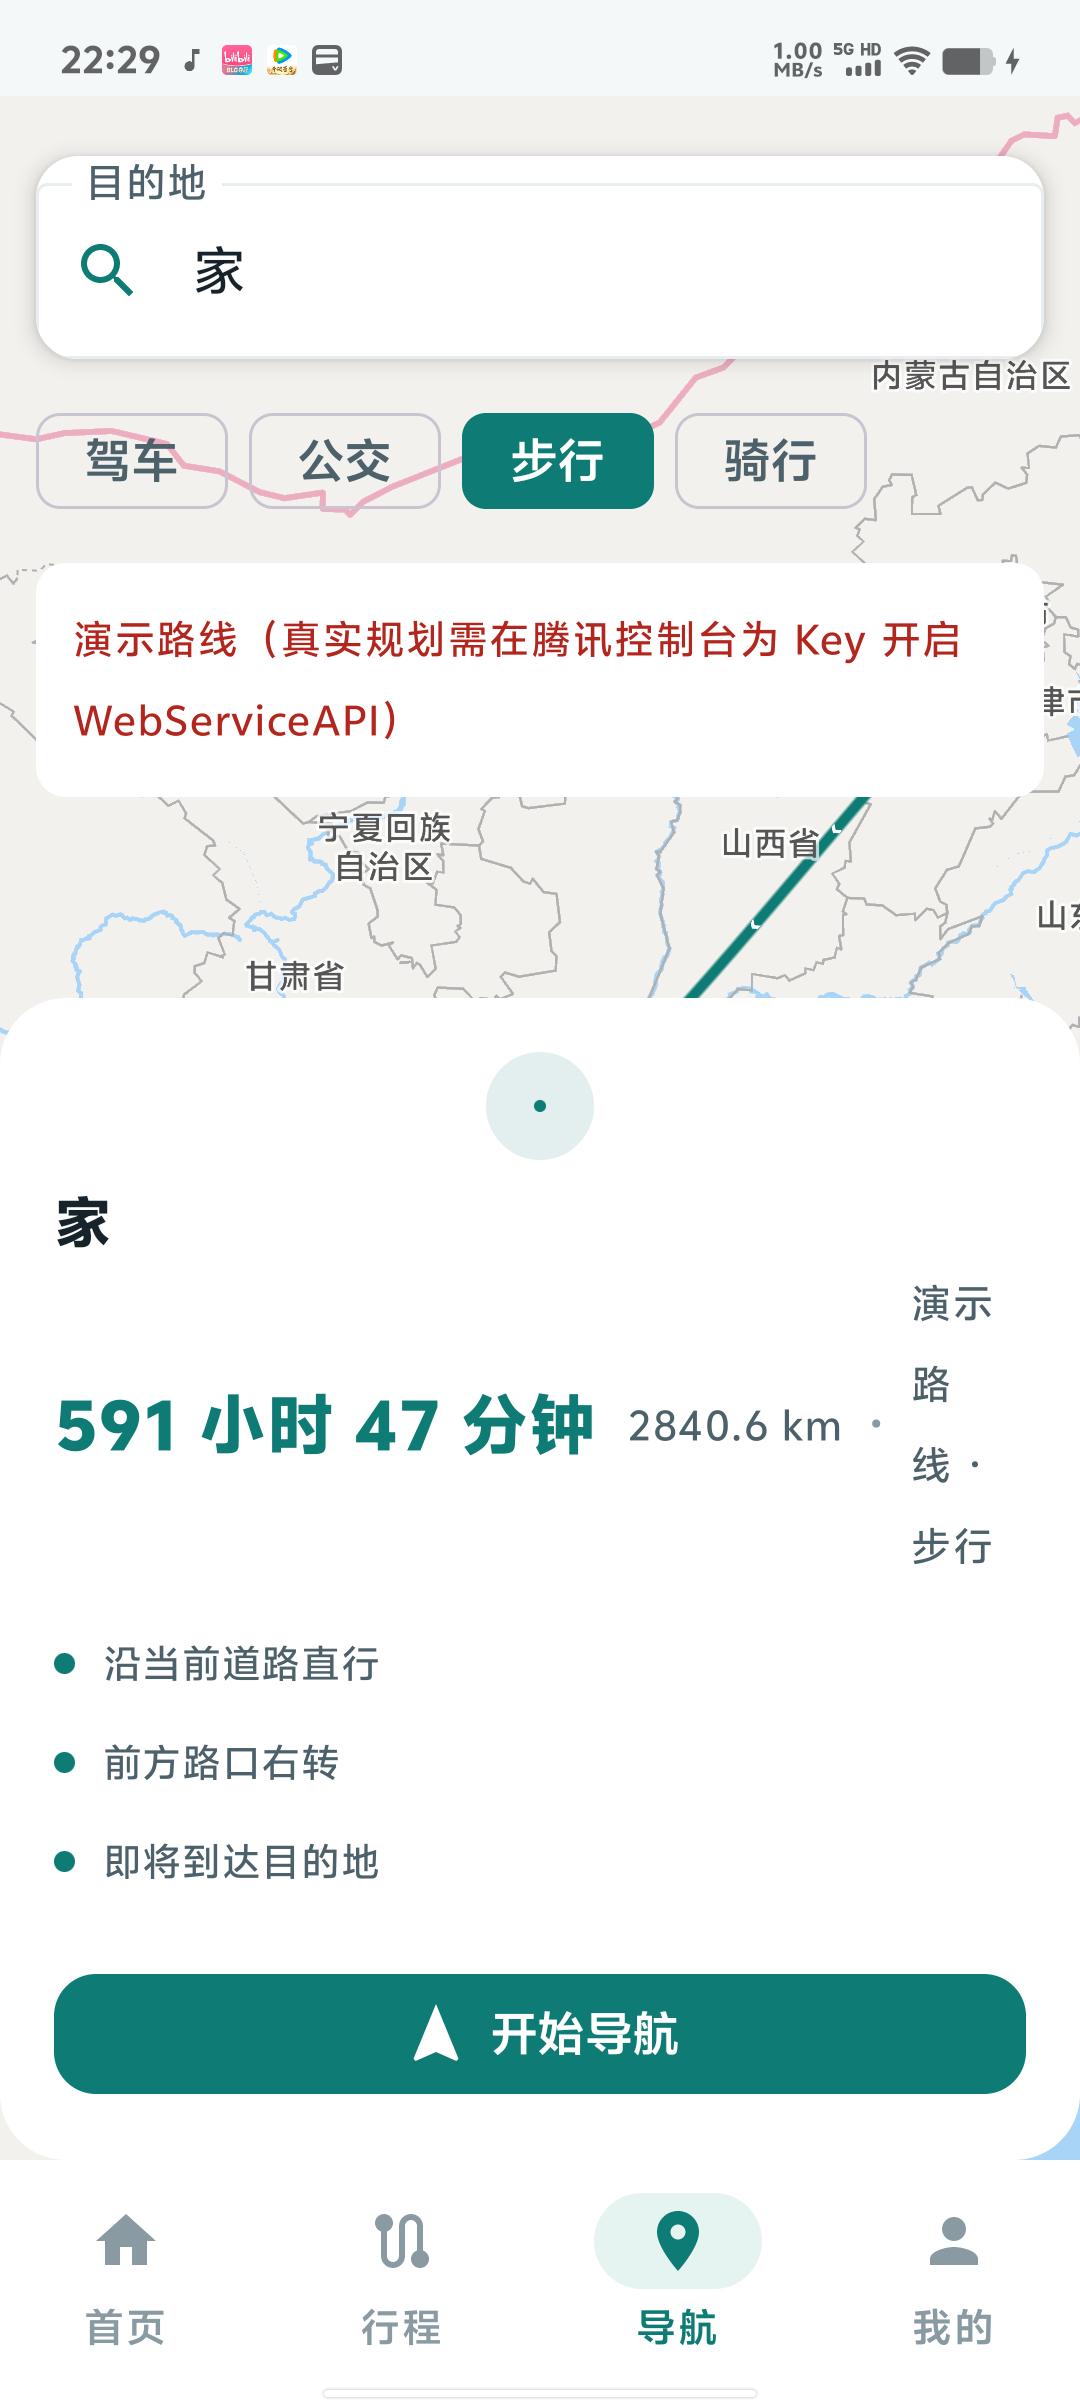 22:29
1.00 MB/s
5G HD
目的地
家
内蒙古自治区
驾车
公交
步行
骑行
演示路线（真实规划需在腾讯控制台为 Key 开启
WebServiceAPI）
津市
宁夏回族
自治区
山西省
甘肃省
家
591 小时 47 分钟
2840.6 km ·
演示
路
线 ·
步行
沿当前道路直行
前方路口右转
即将到达目的地
开始导航
首页
行程
导航
我的